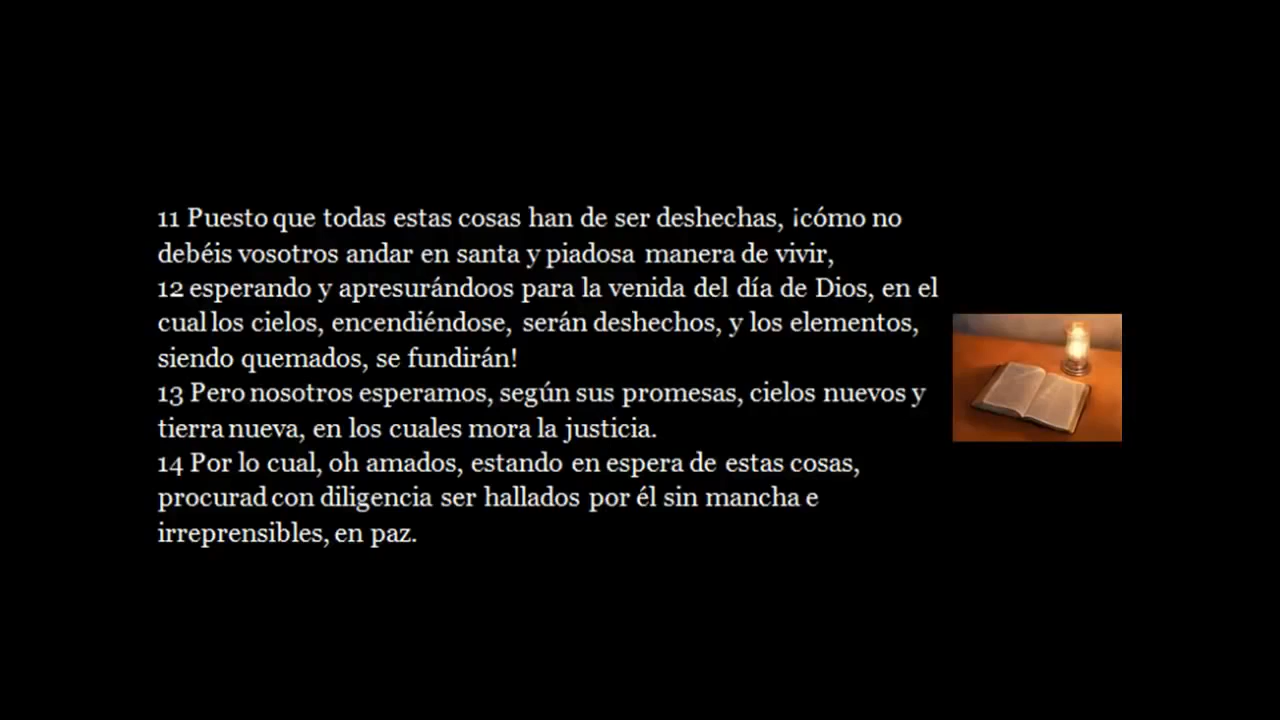 11 Puesto que todas estas cosas han de ser deshechas, ¡cómo no
debéis vosotros andar en santa y piadosa manera de vivir,
12 esperando y apresurándoos para la venida del día de Dios, en el
cual los cielos, encendiéndose, serán deshechos, y los elementos,
siendo quemados, se fundirán!
13 Pero nosotros esperamos, según sus promesas, cielos nuevos y
tierra nueva, en los cuales mora la justicia.
14 Por lo cual, oh amados, estando en espera de estas cosas,
procurad con diligencia ser hallados por él sin mancha e
irreprensibles, en paz.